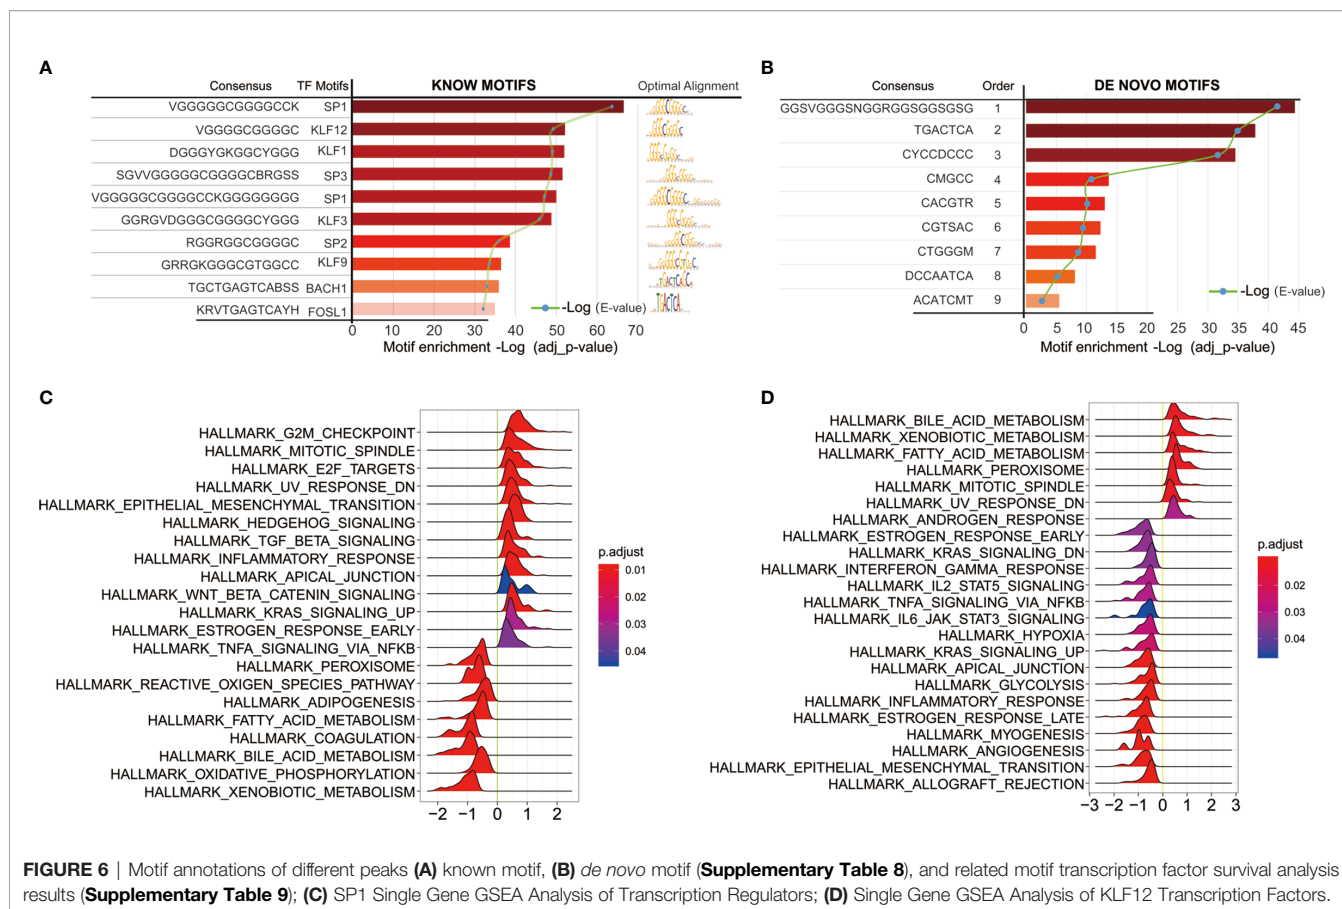 A
Consensus TF Motifs KNOW MOTIFS Optimal Alignment
VGGGGGCGGGGCCK SP1
VGGGGCGGGGC KLF12
DGGGYGKGGCYGGG KLF1
SGVVGGGGGCGGGGCBRGSS SP3
VGGGGGCGGGGCCKGGGGGGGG SP1
GGRGVDGGGCGGGGCYGGG KLF3
RGGRGGCGGGGC SP2
GRRGKGGGCGTGGCC KLF9
TGCTGAGTCABSS BACH1
KRVTGAGTCAYH FOSL1
-Log (E-value)
0 10 20 30 40 50 60 70
Motif enrichment -Log (adj_p-value)
B
Consensus Order DE NOVO MOTIFS
GGSVGGGSNGGRGGSGGSGSG 1
TGACTCA 2
CYCCDCCC 3
CMGCC 4
CACGTR 5
CGTSAC 6
CTGGGM 7
DCCAATCA 8
ACATCMT 9
-Log (E-value)
0 5 10 15 20 25 30 35 40 45
Motif enrichment -Log (adj_p-value)
C
HALLMARK_G2M_CHECKPOINT
HALLMARK_MITOTIC_SPINDLE
HALLMARK_E2F_TARGETS
HALLMARK_UV_RESPONSE_DN
HALLMARK_EPITHELIAL_MESENCHYMAL_TRANSITION
HALLMARK_HEDGEHOG_SIGNALING
HALLMARK_TGF_BETA_SIGNALING
HALLMARK_INFLAMMATORY_RESPONSE
HALLMARK_APICAL_JUNCTION
HALLMARK_WNT_BETA_CATENIN_SIGNALING
HALLMARK_KRAS_SIGNALING_UP
HALLMARK_ESTROGEN_RESPONSE_EARLY
HALLMARK_TNFA_SIGNALING_VIA_NFKB
HALLMARK_PEROXISOME
HALLMARK_REACTIVE_OXIGEN_SPECIES_PATHWAY
HALLMARK_ADIPOGENESIS
HALLMARK_FATTY_ACID_METABOLISM
HALLMARK_COAGULATION
HALLMARK_BILE_ACID_METABOLISM
HALLMARK_OXIDATIVE_PHOSPHORYLATION
HALLMARK_XENOBIOTIC_METABOLISM
−2 −1 0 1 2
p.adjust
0.01
0.02
0.03
0.04
D
HALLMARK_BILE_ACID_METABOLISM
HALLMARK_XENOBIOTIC_METABOLISM
HALLMARK_FATTY_ACID_METABOLISM
HALLMARK_PEROXISOME
HALLMARK_MITOTIC_SPINDLE
HALLMARK_UV_RESPONSE_DN
HALLMARK_ANDROGEN_RESPONSE
HALLMARK_ESTROGEN_RESPONSE_EARLY
HALLMARK_KRAS_SIGNALING_DN
HALLMARK_INTERFERON_GAMMA_RESPONSE
HALLMARK_IL2_STAT5_SIGNALING
HALLMARK_TNFA_SIGNALING_VIA_NFKB
HALLMARK_IL6_JAK_STAT3_SIGNALING
HALLMARK_HYPOXIA
HALLMARK_KRAS_SIGNALING_UP
HALLMARK_APICAL_JUNCTION
HALLMARK_GLYCOLYSIS
HALLMARK_INFLAMMATORY_RESPONSE
HALLMARK_ESTROGEN_RESPONSE_LATE
HALLMARK_MYOGENESIS
HALLMARK_ANGIOGENESIS
HALLMARK_EPITHELIAL_MESENCHYMAL_TRANSITION
HALLMARK_ALLOGRAFT_REJECTION
−3 −2 −1 0 1 2 3
p.adjust
0.02
0.03
0.04
FIGURE 6 | Motif annotations of different peaks (A) known motif, (B) de novo motif (Supplementary Table 8), and related motif transcription factor survival analysis
results (Supplementary Table 9); (C) SP1 Single Gene GSEA Analysis of Transcription Regulators; (D) Single Gene GSEA Analysis of KLF12 Transcription Factors.